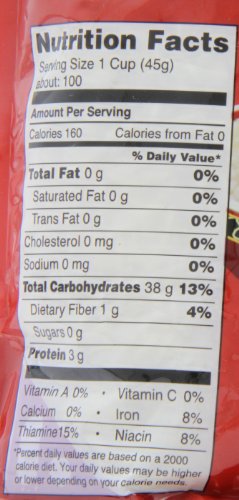 Nutrition Facts
Serving Size 1 Cup (45g)
about: 100
Amount Per Serving
Calories 160 Calories from Fat 0
% Daily Value*
Total Fat 0 g 0%
Saturated Fat 0 g 0%
Trans Fat 0 g 0%
Cholesterol 0 mg 0%
Sodium 0 mg 0%
Total Carbohydrates 38 g 13%
Dietary Fiber 1 g 4%
Sugars 0 g
Protein 3 g
Vitamin A 0% • Vitamin C 0%
Calcium 0% • Iron 8%
Thiamine15% • Niacin 8%
*Percent daily values are based on a 2000
calorie diet. Your daily values may be higher
or lower depending on your calorie needs.